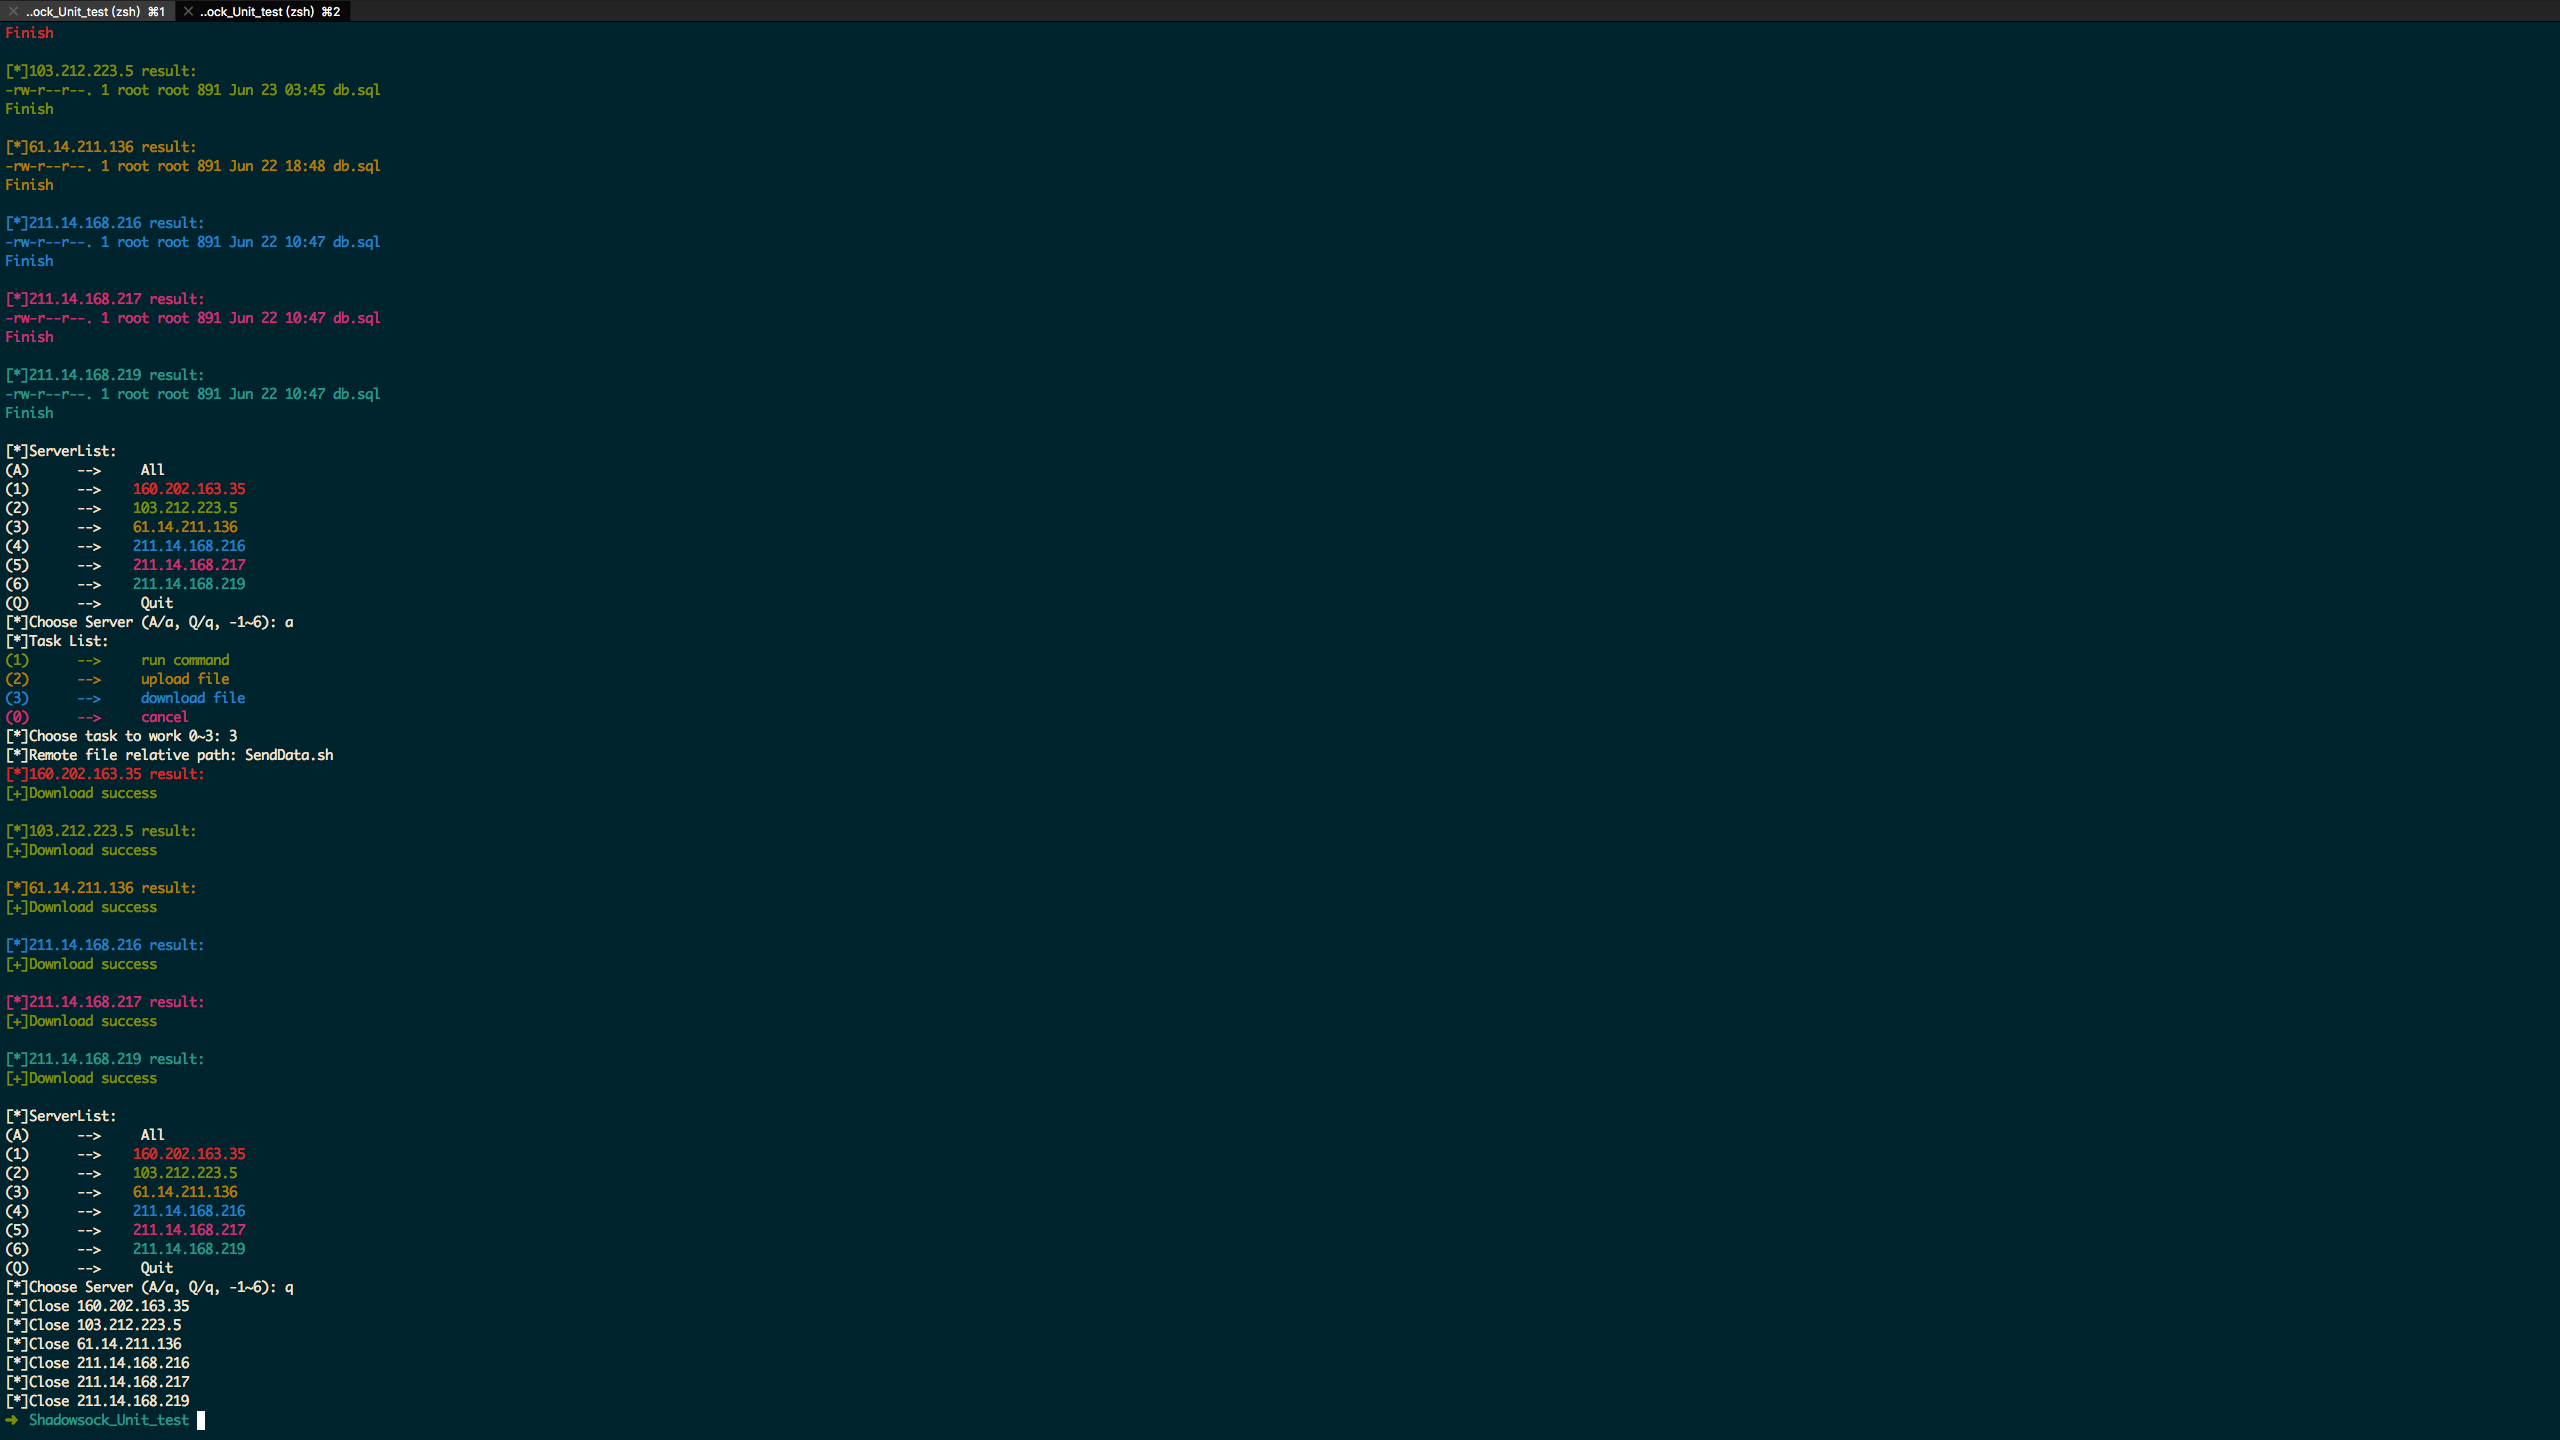 ..ock_Unit_test (zsh) ⌘1 ..ock_Unit_test (zsh) ⌘2
Finish
[*]103.212.223.5 result:
-rw-r--r--. 1 root root 891 Jun 23 03:45 db.sql
Finish
[*]61.14.211.136 result:
-rw-r--r--. 1 root root 891 Jun 22 18:48 db.sql
Finish
[*]211.14.168.216 result:
-rw-r--r--. 1 root root 891 Jun 22 10:47 db.sql
Finish
[*]211.14.168.217 result:
-rw-r--r--. 1 root root 891 Jun 22 10:47 db.sql
Finish
[*]211.14.168.219 result:
-rw-r--r--. 1 root root 891 Jun 22 10:47 db.sql
Finish
[*]ServerList:
(A) --> All
(1) --> 160.202.163.35
(2) --> 103.212.223.5
(3) --> 61.14.211.136
(4) --> 211.14.168.216
(5) --> 211.14.168.217
(6) --> 211.14.168.219
(Q) --> Quit
[*]Choose Server (A/a, Q/q, -1~6): a
[*]Task List:
(1) --> run command
(2) --> upload file
(3) --> download file
(0) --> cancel
[*]Choose task to work 0~3: 3
[*]Remote file relative path: SendData.sh
[*]160.202.163.35 result:
[+]Download success
[*]103.212.223.5 result:
[+]Download success
[*]61.14.211.136 result:
[+]Download success
[*]211.14.168.216 result:
[+]Download success
[*]211.14.168.217 result:
[+]Download success
[*]211.14.168.219 result:
[+]Download success
[*]ServerList:
(A) --> All
(1) --> 160.202.163.35
(2) --> 103.212.223.5
(3) --> 61.14.211.136
(4) --> 211.14.168.216
(5) --> 211.14.168.217
(6) --> 211.14.168.219
(Q) --> Quit
[*]Choose Server (A/a, Q/q, -1~6): q
[*]Close 160.202.163.35
[*]Close 103.212.223.5
[*]Close 61.14.211.136
[*]Close 211.14.168.216
[*]Close 211.14.168.217
[*]Close 211.14.168.219
➜ Shadowsock_Unit_test